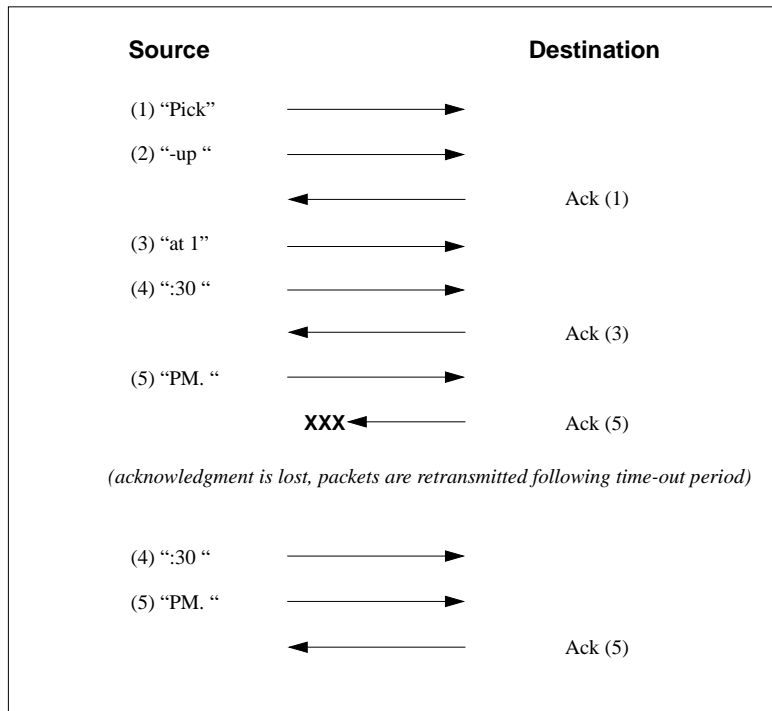 Source Destination
(1) “Pick”
(2) “-up “
Ack (1)
(3) “at 1”
(4) “:30 “
Ack (3)
(5) “PM. “
XXX Ack (5)
(acknowledgment is lost, packets are retransmitted following time-out period)
(4) “:30 “
(5) “PM. “
Ack (5)